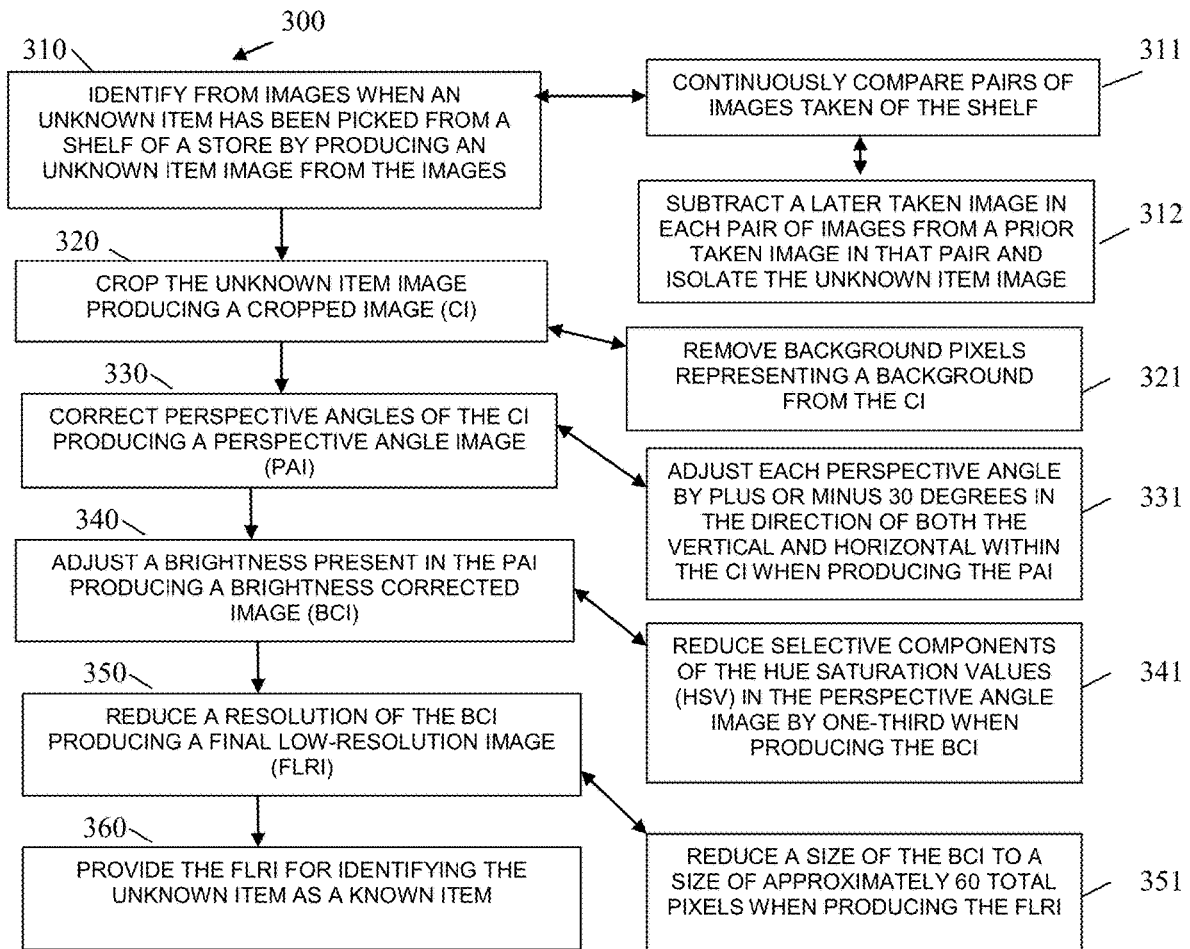 300
310
IDENTIFY FROM IMAGES WHEN AN
UNKNOWN ITEM HAS BEEN PICKED FROM A
SHELF OF A STORE BY PRODUCING AN
UNKNOWN ITEM IMAGE FROM THE IMAGES
311
CONTINUOUSLY COMPARE PAIRS OF
IMAGES TAKEN OF THE SHELF
312
SUBTRACT A LATER TAKEN IMAGE IN
EACH PAIR OF IMAGES FROM A PRIOR
TAKEN IMAGE IN THAT PAIR AND
ISOLATE THE UNKNOWN ITEM IMAGE
320
CROP THE UNKNOWN ITEM IMAGE
PRODUCING A CROPPED IMAGE (CI)
321
REMOVE BACKGROUND PIXELS
REPRESENTING A BACKGROUND
FROM THE CI
330
CORRECT PERSPECTIVE ANGLES OF THE CI
PRODUCING A PERSPECTIVE ANGLE IMAGE
(PAI)
331
ADJUST EACH PERSPECTIVE ANGLE
BY PLUS OR MINUS 30 DEGREES IN
THE DIRECTION OF BOTH THE
VERTICAL AND HORIZONTAL WITHIN
THE CI WHEN PRODUCING THE PAI
340
ADJUST A BRIGHTNESS PRESENT IN THE PAI
PRODUCING A BRIGHTNESS CORRECTED
IMAGE (BCI)
341
REDUCE SELECTIVE COMPONENTS
OF THE HUE SATURATION VALUES
(HSV) IN THE PERSPECTIVE ANGLE
IMAGE BY ONE-THIRD WHEN
PRODUCING THE BCI
350
REDUCE A RESOLUTION OF THE BCI
PRODUCING A FINAL LOW-RESOLUTION IMAGE
(FLRI)
351
REDUCE A SIZE OF THE BCI TO A
SIZE OF APPROXIMATELY 60 TOTAL
PIXELS WHEN PRODUCING THE FLRI
360
PROVIDE THE FLRI FOR IDENTIFYING THE
UNKNOWN ITEM AS A KNOWN ITEM